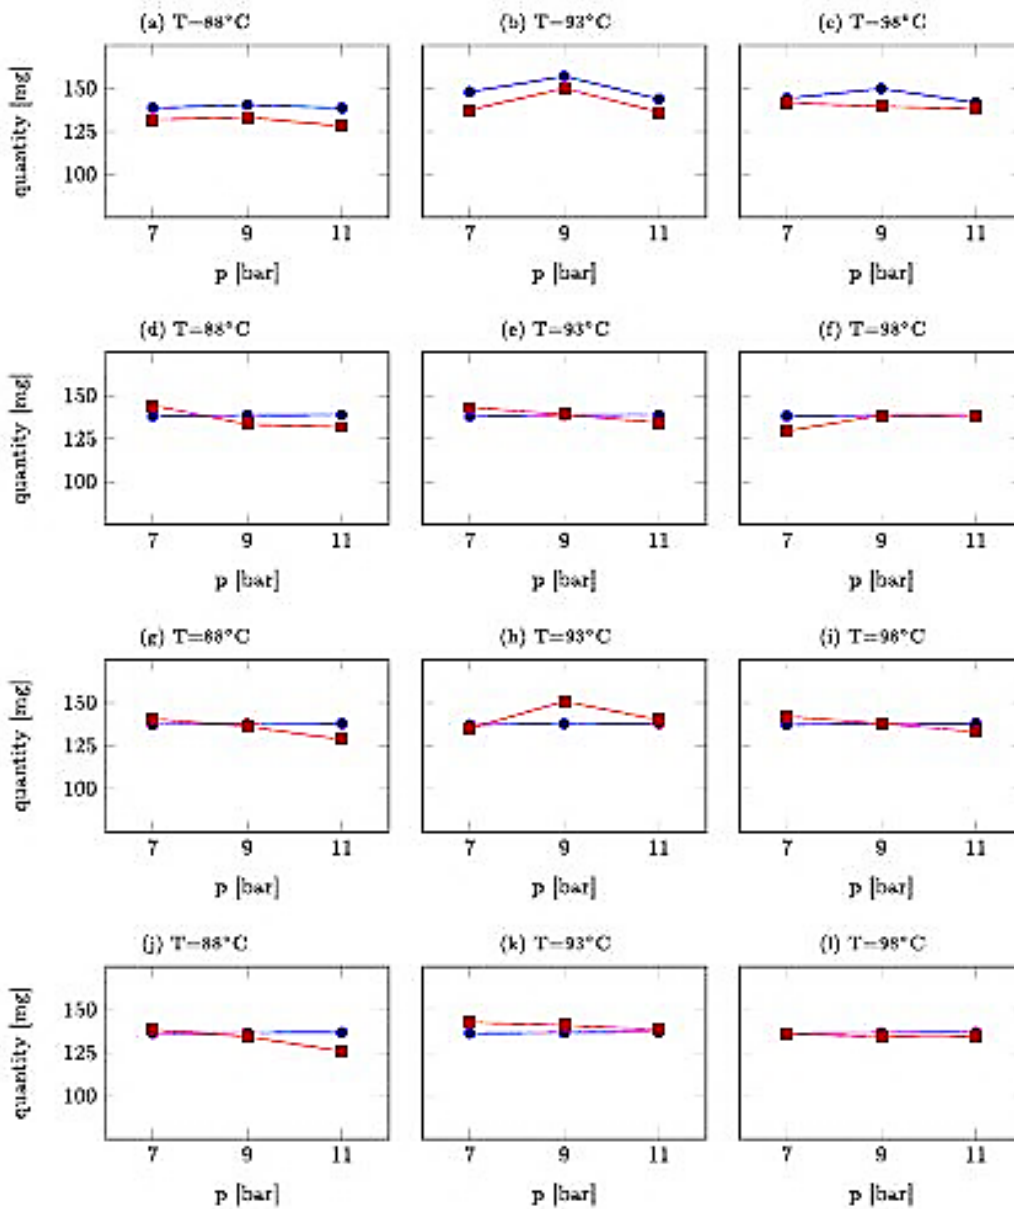 (a) T=88°C (b) T=93°C (c) T=98°C
quantity [mg]
150
125
100
7 9 11 7 9 11 7 9 11
p [bar] p [bar] p [bar]
(d) T=88°C (e) T=93°C (f) T=98°C
quantity [mg]
150
125
100
7 9 11 7 9 11 7 9 11
p [bar] p [bar] p [bar]
(g) T=88°C (h) T=93°C (i) T=98°C
quantity [mg]
150
125
100
7 9 11 7 9 11 7 9 11
p [bar] p [bar] p [bar]
(j) T=88°C (k) T=93°C (l) T=98°C
quantity [mg]
150
125
100
7 9 11 7 9 11 7 9 11
p [bar] p [bar] p [bar]